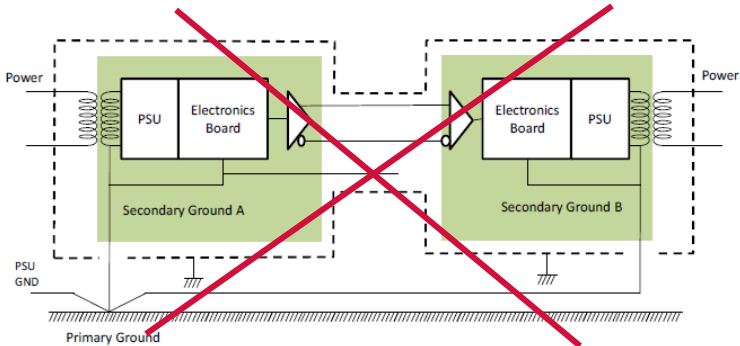 Power
PSU
Electronics
Board
Secondary Ground A
Electronics
Board
PSU
Power
Secondary Ground B
PSU
GND
Primary Ground